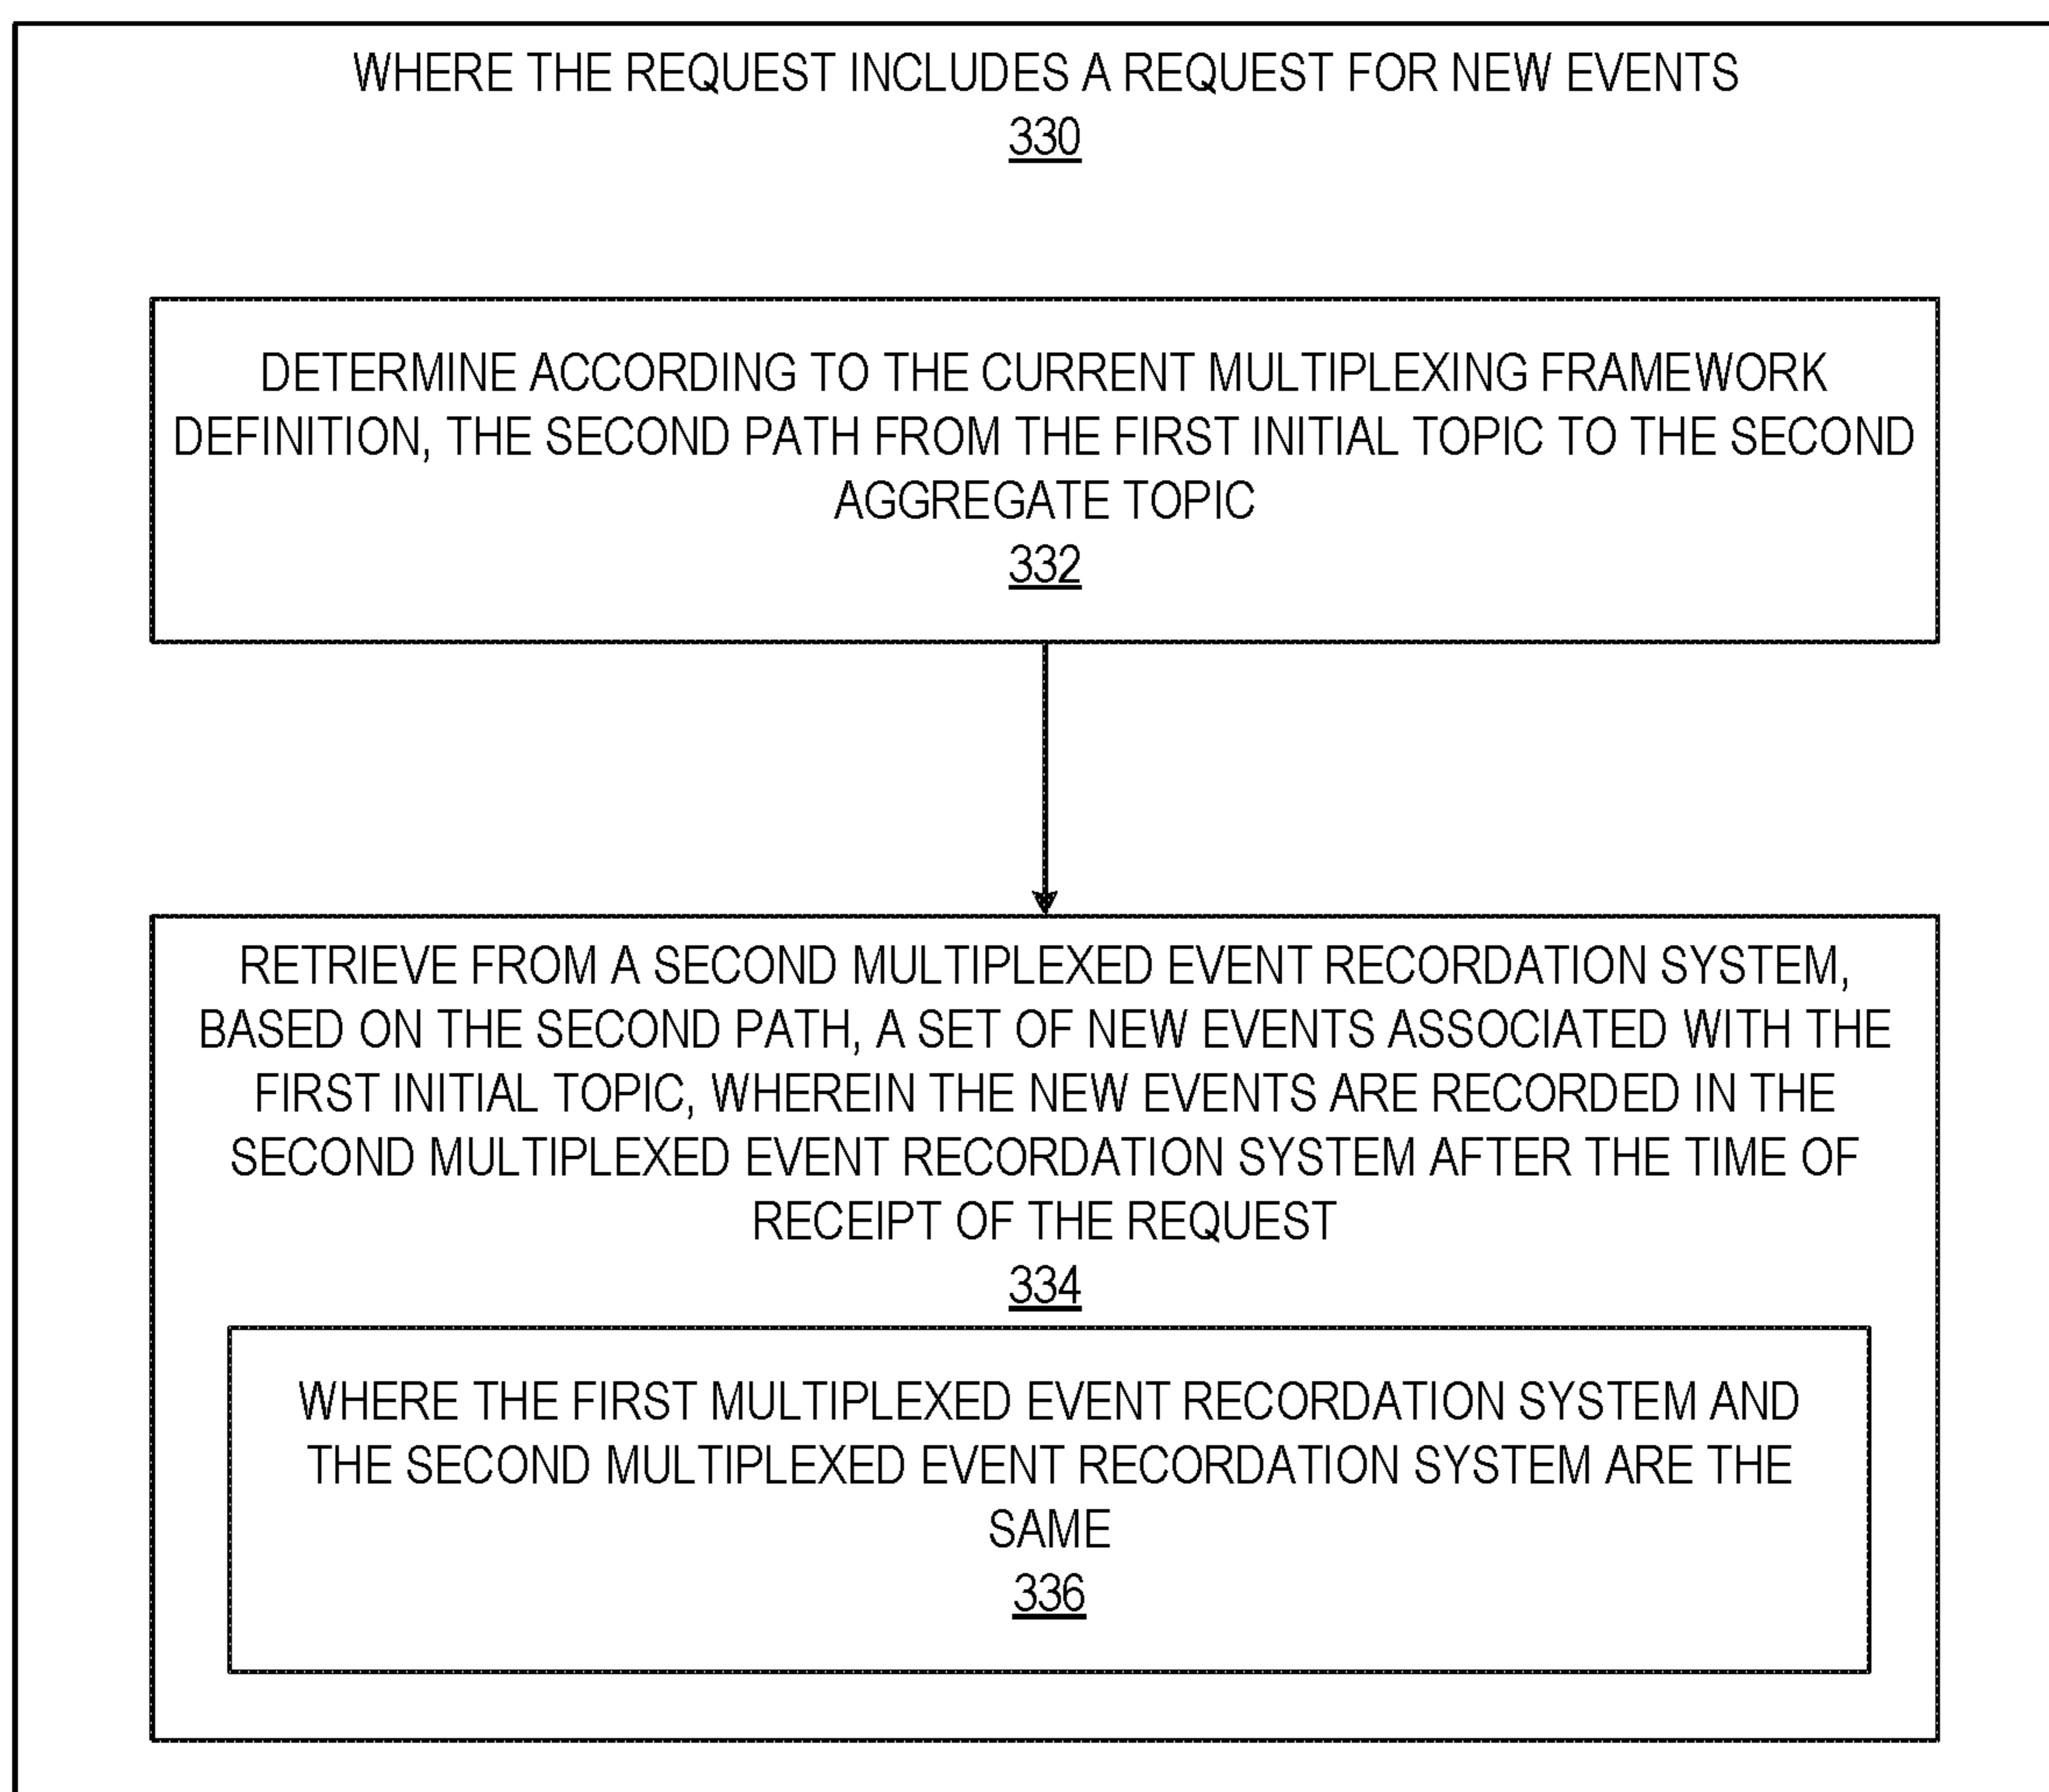 WHERE THE REQUEST INCLUDES A REQUEST FOR NEW EVENTS
330
DETERMINE ACCORDING TO THE CURRENT MULTIPLEXING FRAMEWORK
DEFINITION, THE SECOND PATH FROM THE FIRST INITIAL TOPIC TO THE SECOND
AGGREGATE TOPIC
332
RETRIEVE FROM A SECOND MULTIPLEXED EVENT RECORDATION SYSTEM,
BASED ON THE SECOND PATH, A SET OF NEW EVENTS ASSOCIATED WITH THE
FIRST INITIAL TOPIC, WHEREIN THE NEW EVENTS ARE RECORDED IN THE
SECOND MULTIPLEXED EVENT RECORDATION SYSTEM AFTER THE TIME OF
RECEIPT OF THE REQUEST
334
WHERE THE FIRST MULTIPLEXED EVENT RECORDATION SYSTEM AND
THE SECOND MULTIPLEXED EVENT RECORDATION SYSTEM ARE THE
SAME
336